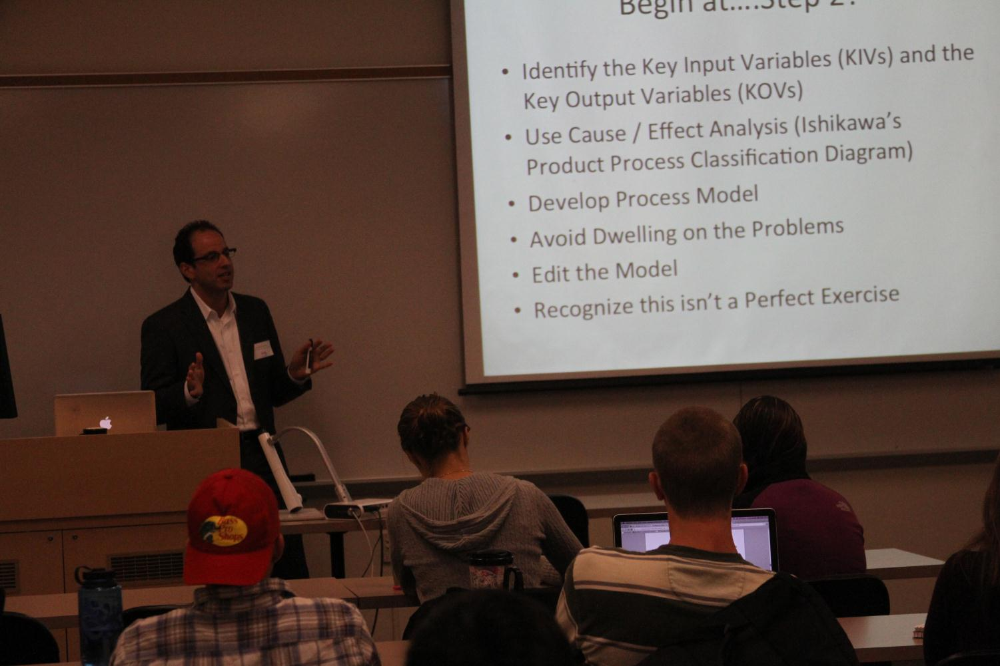 Begin at....Step 2!
• Identify the Key Input Variables (KIVs) and the
Key Output Variables (KOVs)
• Use Cause / Effect Analysis (Ishikawa's
Product Process Classification Diagram)
• Develop Process Model
• Avoid Dwelling on the Problems
• Edit the Model
• Recognize this isn't a Perfect Exercise
Bass
Pro
Shops